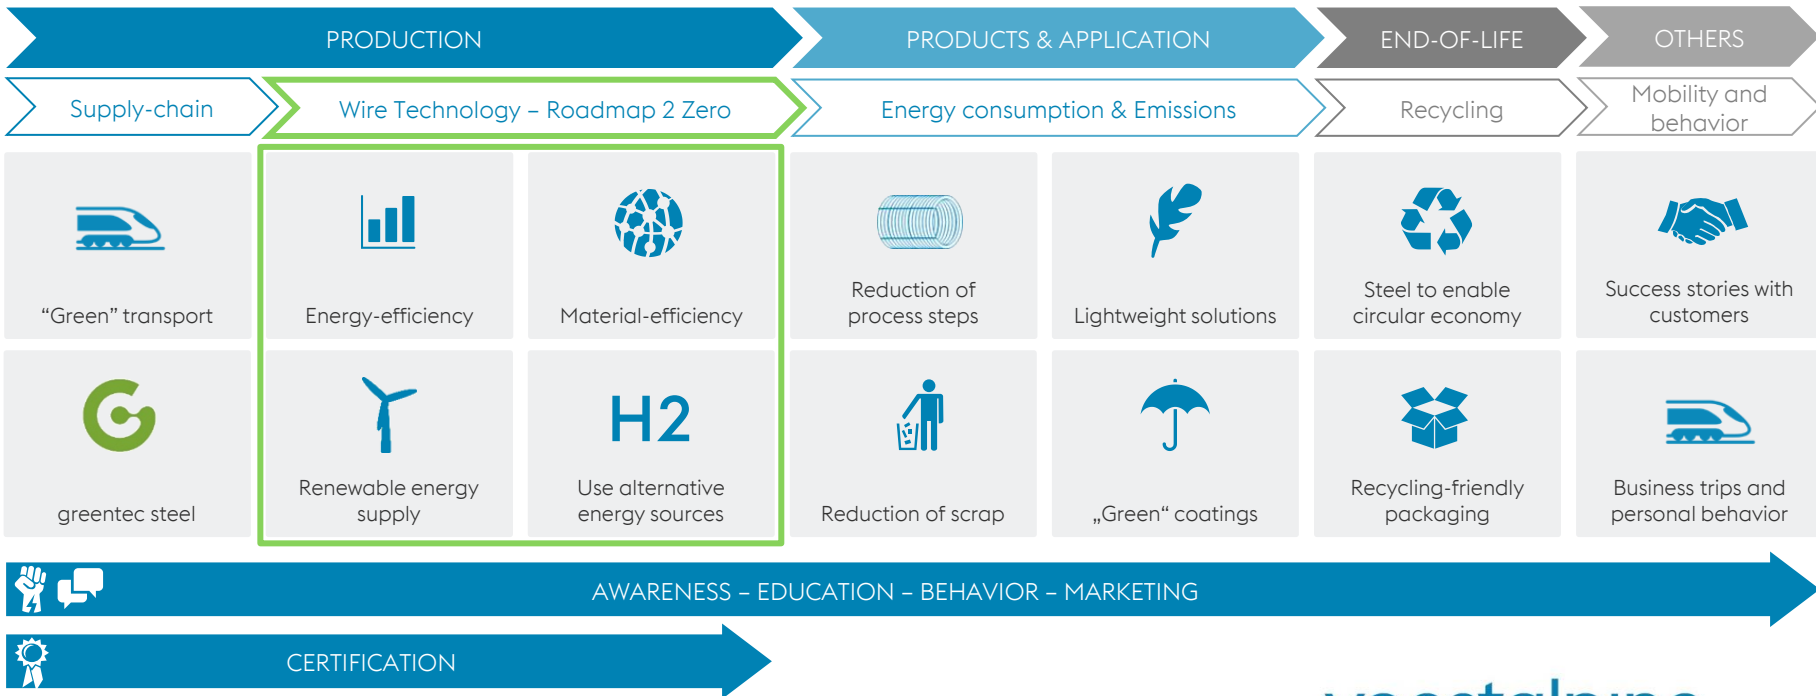 PRODUCTION
PRODUCTS & APPLICATION
END-OF-LIFE
OTHERS
Supply-chain
Wire Technology – Roadmap 2 Zero
Energy consumption & Emissions
Recycling
Mobility and
behavior
“Green” transport
Energy-efficiency
Material-efficiency
Reduction of
process steps
Lightweight solutions
Steel to enable
circular economy
Success stories with
customers
greentec steel
Renewable energy
supply
H2
Use alternative
energy sources
Reduction of scrap
„Green“ coatings
Recycling-friendly
packaging
Business trips and
personal behavior
AWARENESS – EDUCATION – BEHAVIOR – MARKETING
CERTIFICATION
voestalpine